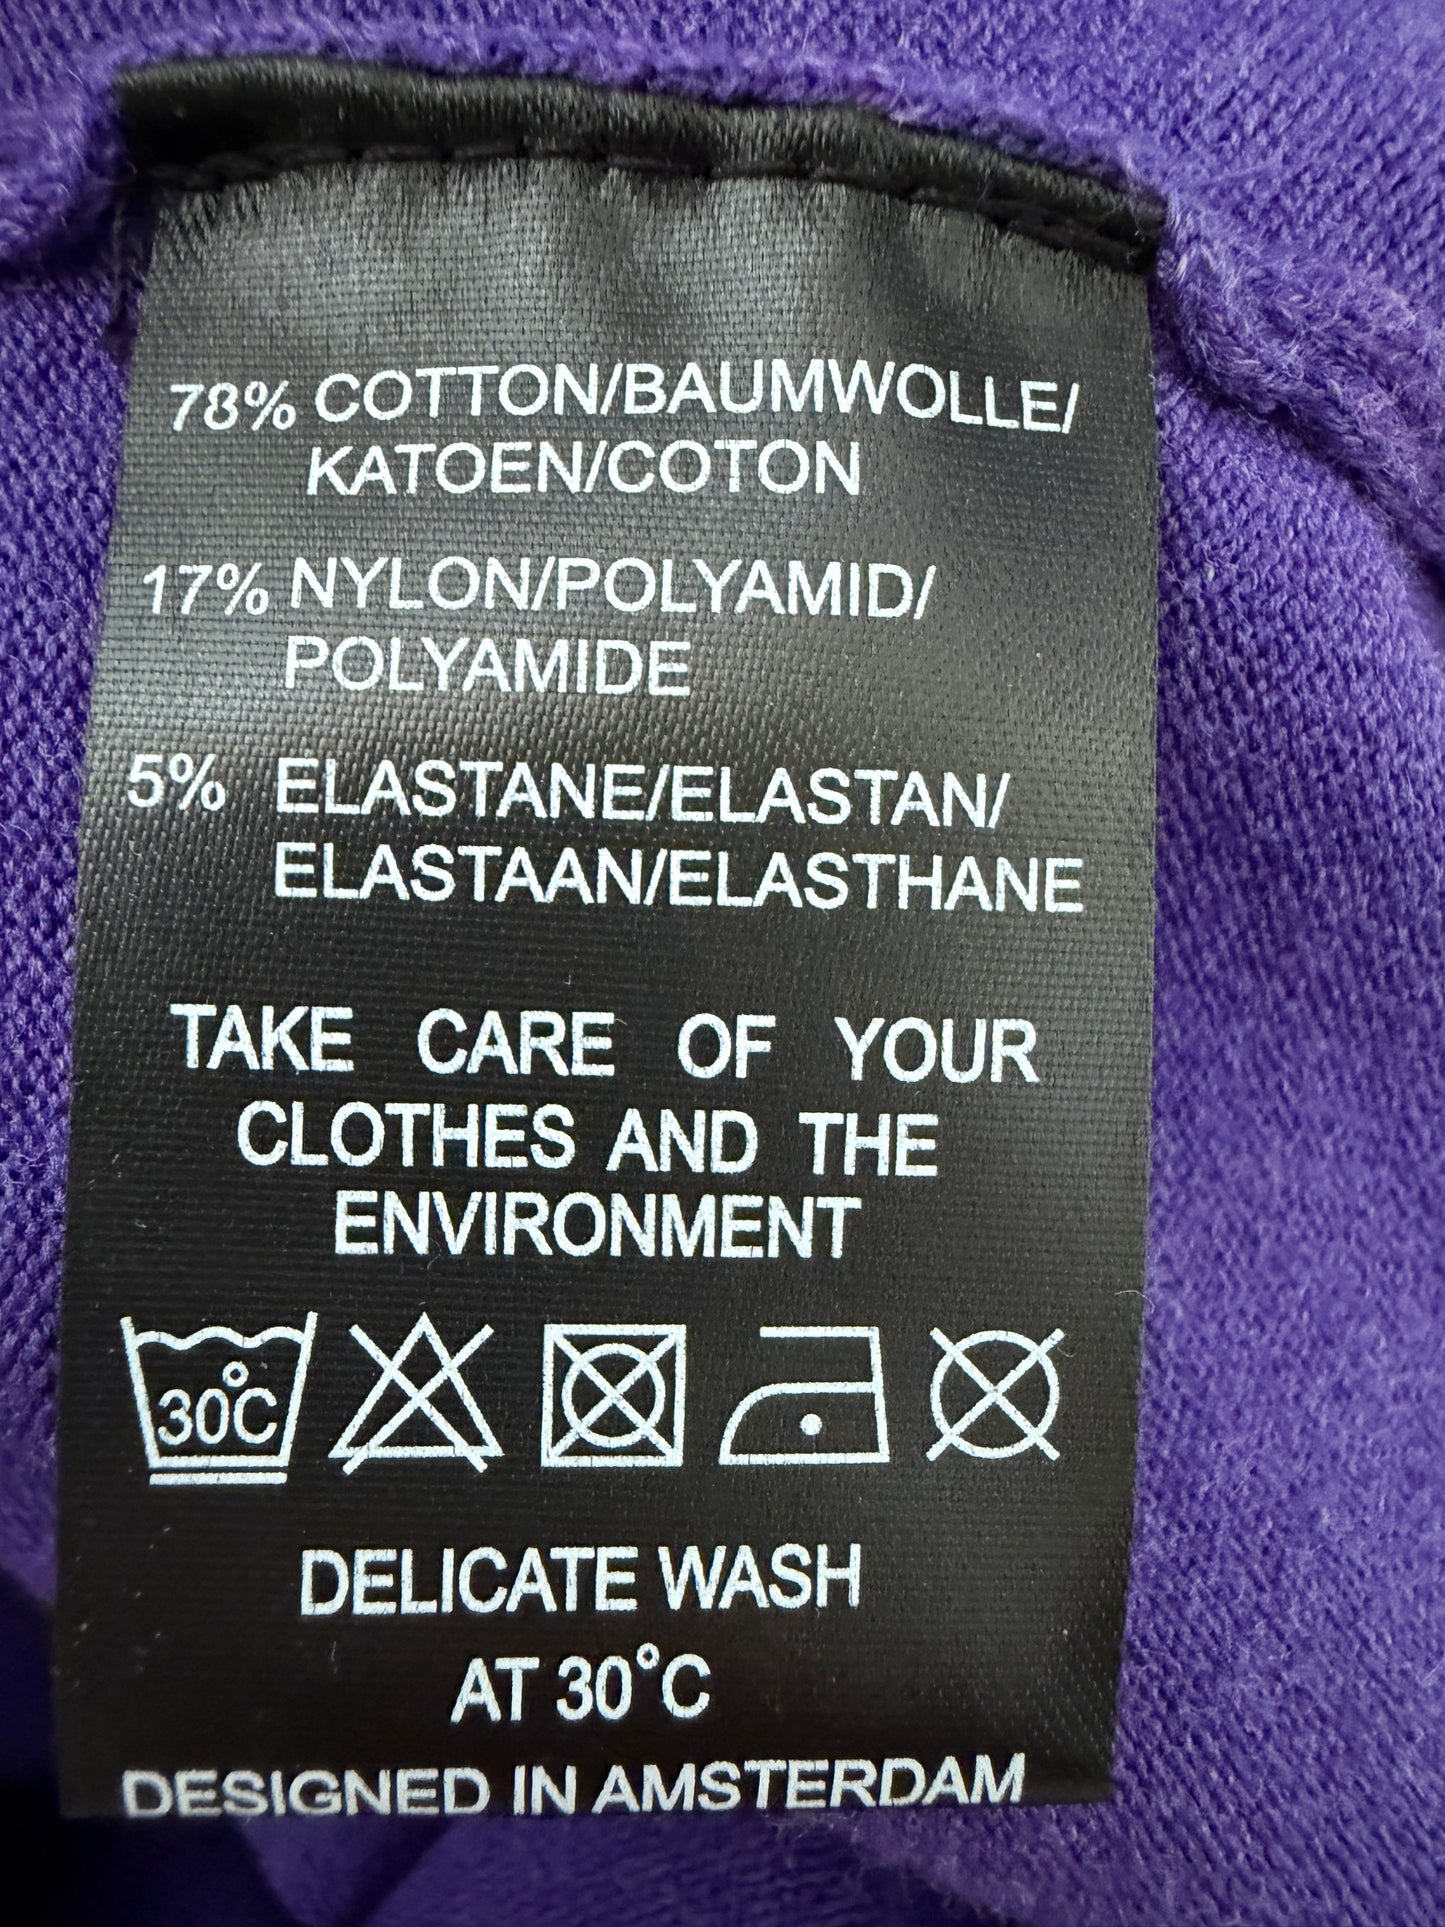 78% COTTON/BAUMWOLLE/
KATOEN/COTON
17% NYLON/POLYAMID/
POLYAMIDE
5% ELASTANE/ELASTAN/
ELASTAAN/ELASTHANE
TAKE CARE OF YOUR
CLOTHES AND THE
ENVIRONMENT
30°C
DELICATE WASH
AT 30°C
DESIGNED IN AMSTERDAM